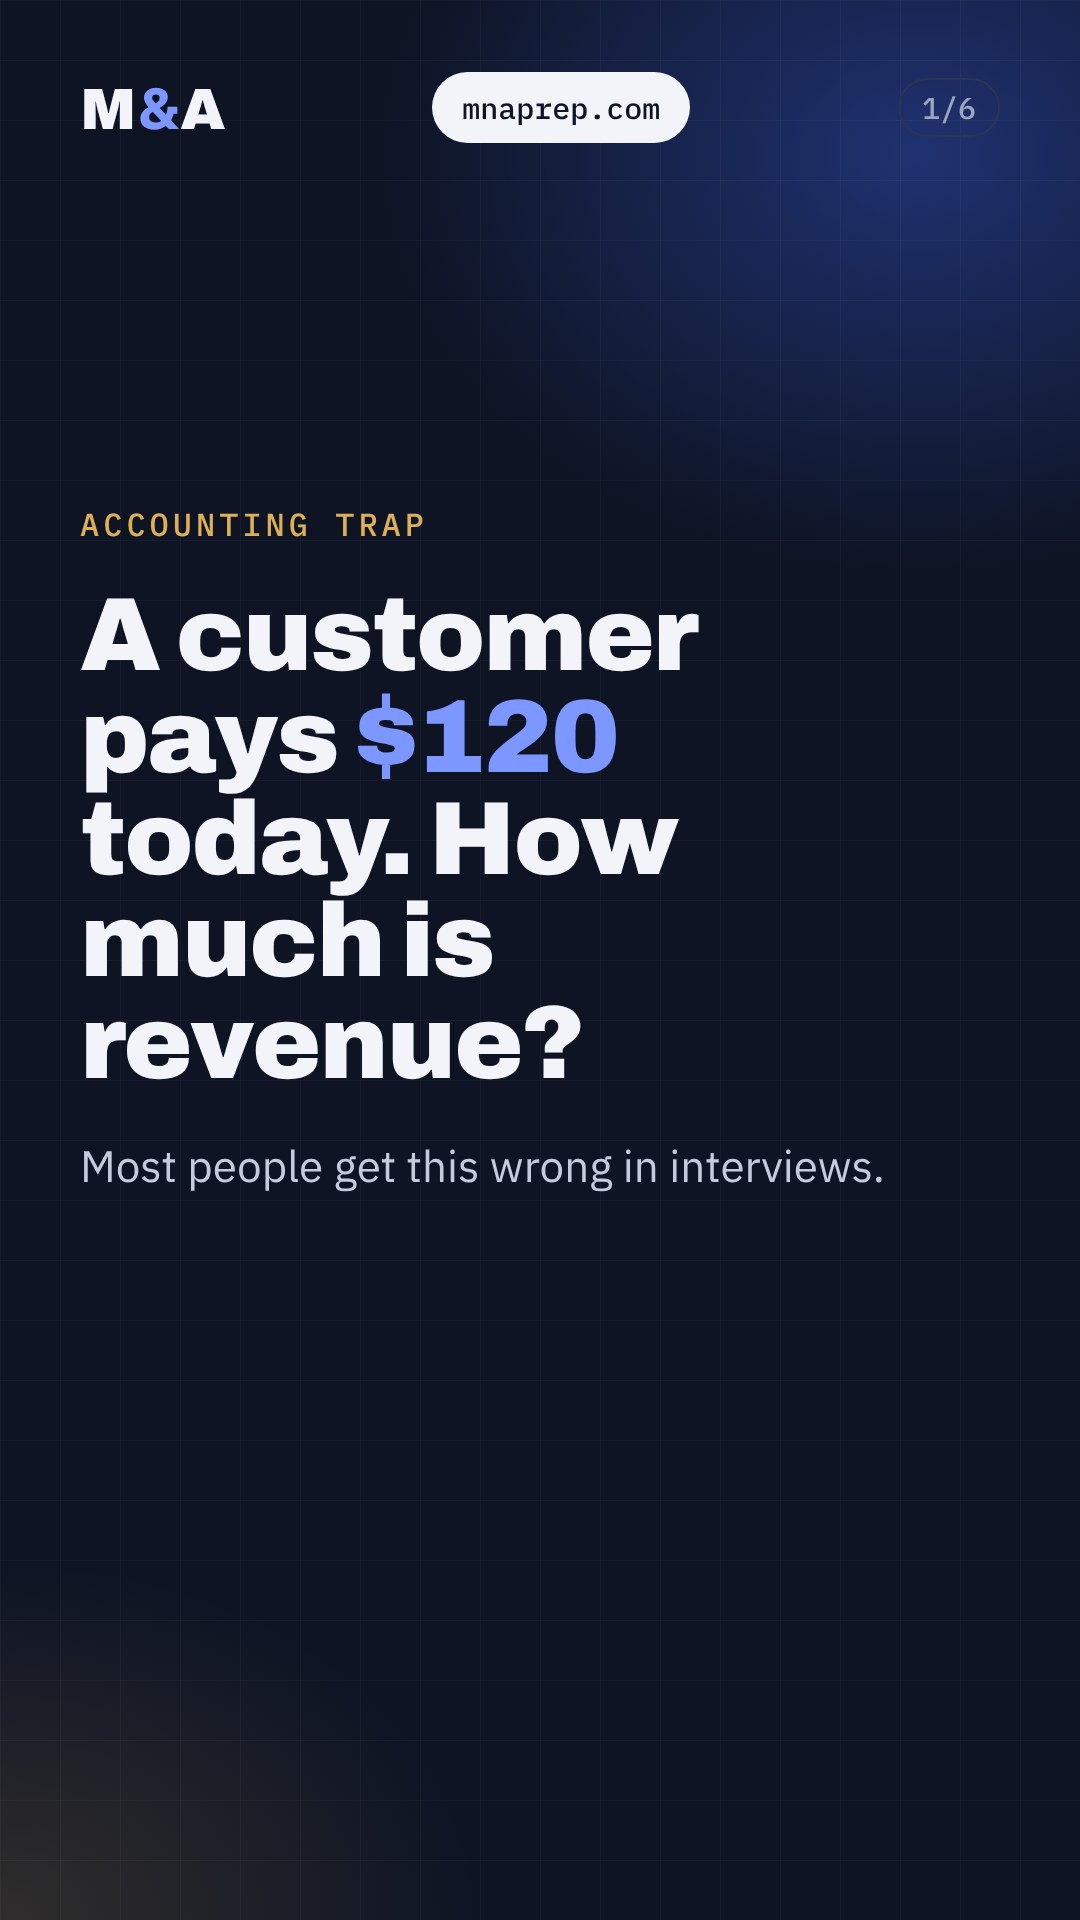 M&A
mnaprep.com
1/6
ACCOUNTING TRAP
A customer
pays $120
today. How
much is
revenue?
Most people get this wrong in interviews.